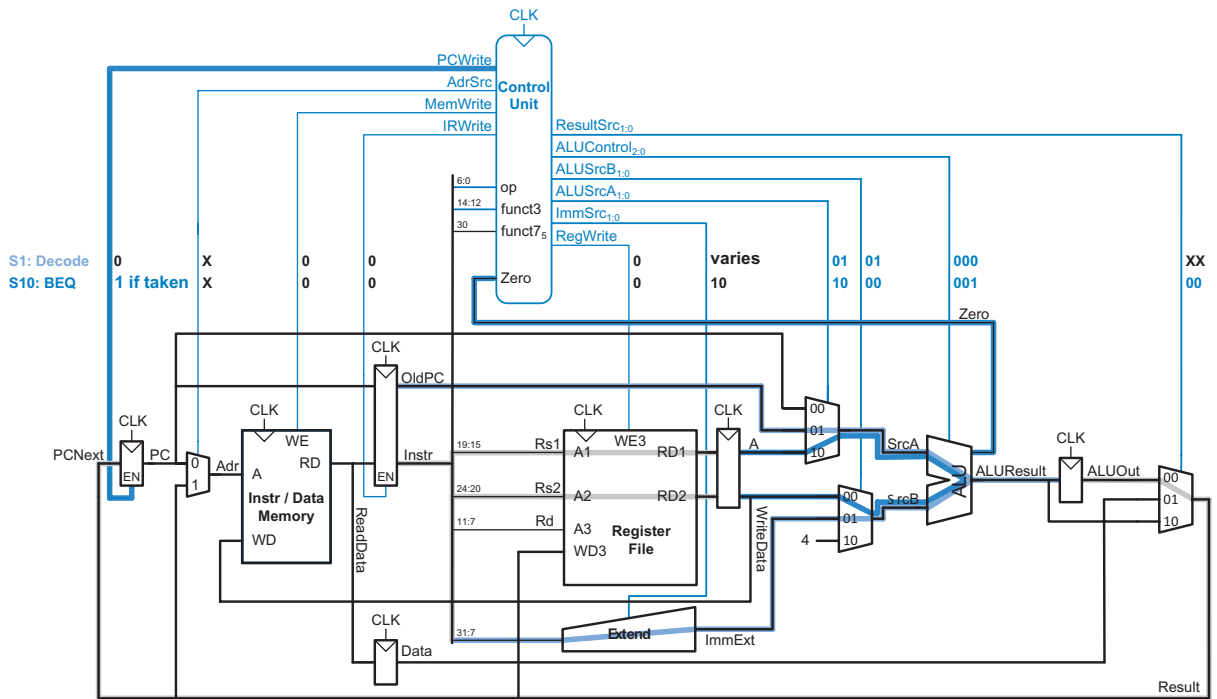 CLK
PCWrite
AdrSrc
MemWrite
IRWrite
Control
Unit
ResultSrc1:0
ALUControl2:0
ALUSrcB1:0
ALUSrcA1:0
ImmSrc1:0
RegWrite
6:0 op
14:12 funct3
30 funct75
Zero
S1: Decode 0 X 0 0 0 varies 01 01 000 XX
S10: BEQ 1 if taken X 0 0 0 10 10 00 001 00
Zero
CLK
OldPC
CLK
CLK
CLK
CLK
CLK
PCNext
EN
PC
0
1
Adr
A
WE
RD
Instr / Data
Memory
WD
ReadData
EN
Instr
19:15 Rs1
24:20 Rs2
11:7 Rd
A1
A2
A3
WD3
WE3
RD1
RD2
Register
File
A
WriteData
00
01
10
SrcA
00
01
10
4
SrcB
ALU
ALUResult
CLK
ALUOut
00
01
10
31:7
Extend
ImmExt
CLK
Data
Result